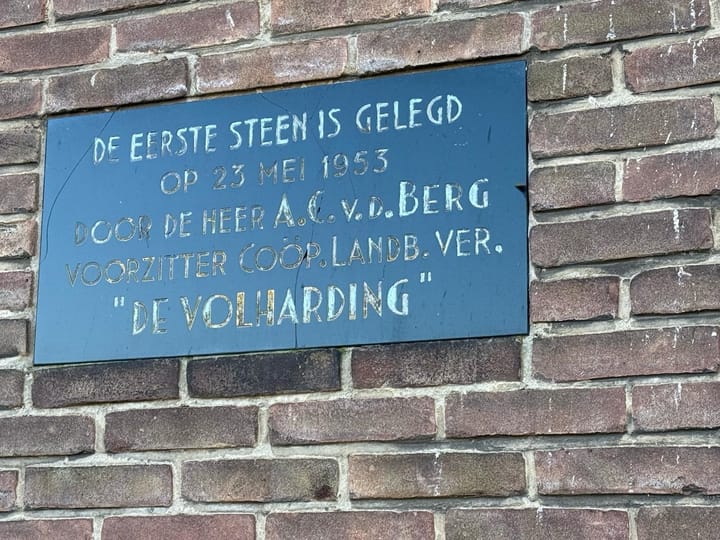 DE EERSTE STEEN IS GELEGD
OP 23 MEI 1953
DOOR DE HEER A.C. V.D. BERG
VOORZITTER COÖP. LANDB. VER.
"DE VOLHARDING"